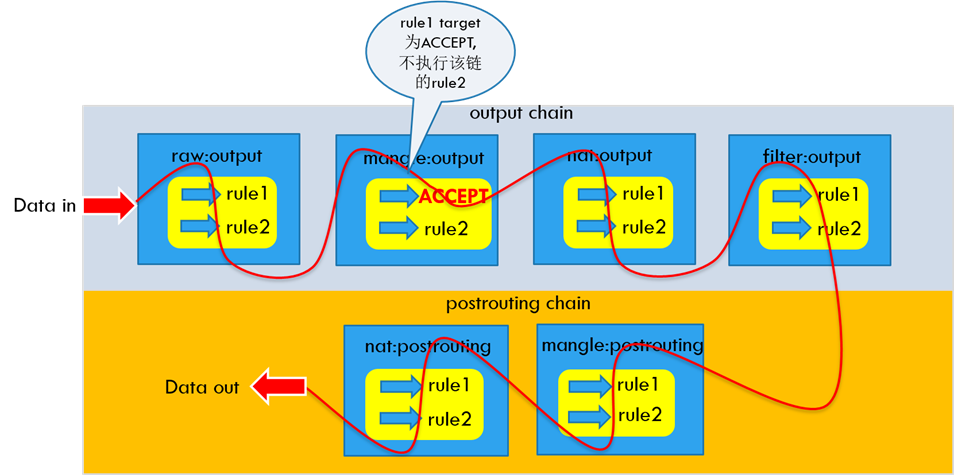 rule1 target
为ACCEPT,
不执行该链
的rule2
output chain
raw:output
mangle:output
nat:output
filter:output
Data in
rule1
rule2
ACCEPT
rule2
rule1
rule2
rule1
rule2
postrouting chain
nat:postrouting
mangle:postrouting
Data out
rule1
rule2
rule1
rule2